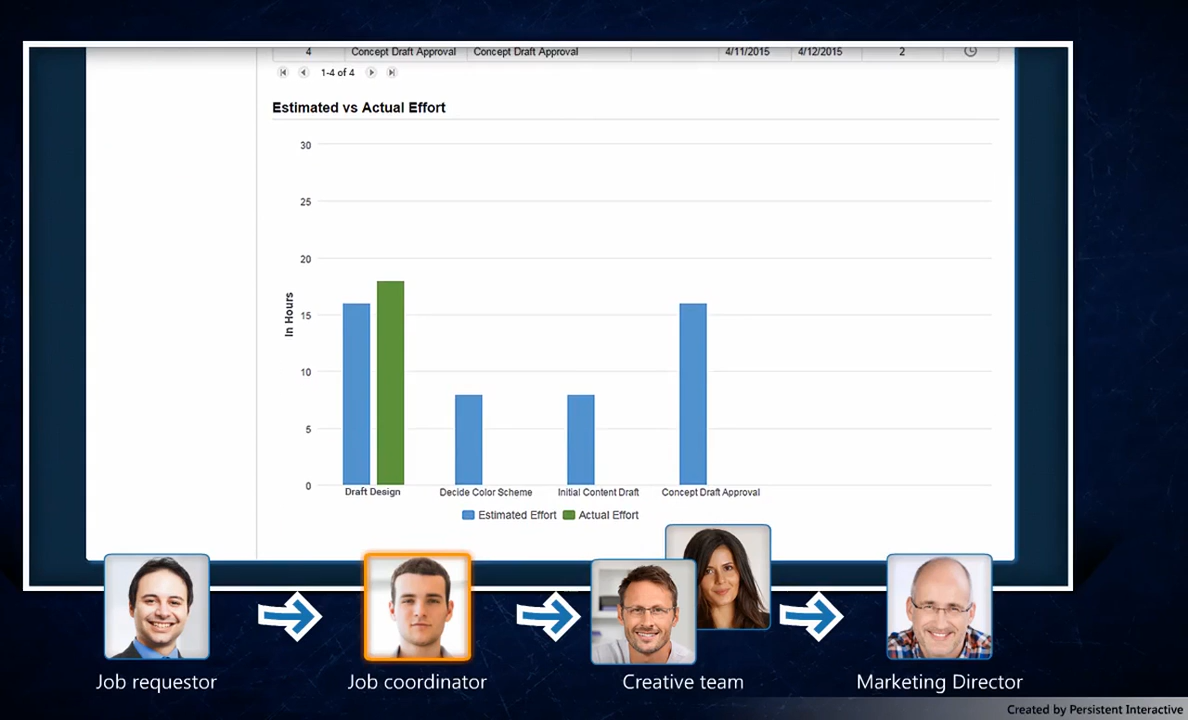 4 Concept Draft Approval Concept Draft Approval 4/11/2015 4/12/2015 2
1-4 of 4
Estimated vs Actual Effort
30
25
20
15
10
5
0
In Hours
Draft Design Decide Color Scheme Initial Content Draft Concept Draft Approval
Estimated Effort Actual Effort
Job requestor Job coordinator Creative team Marketing Director
Created by Persistent Interactive